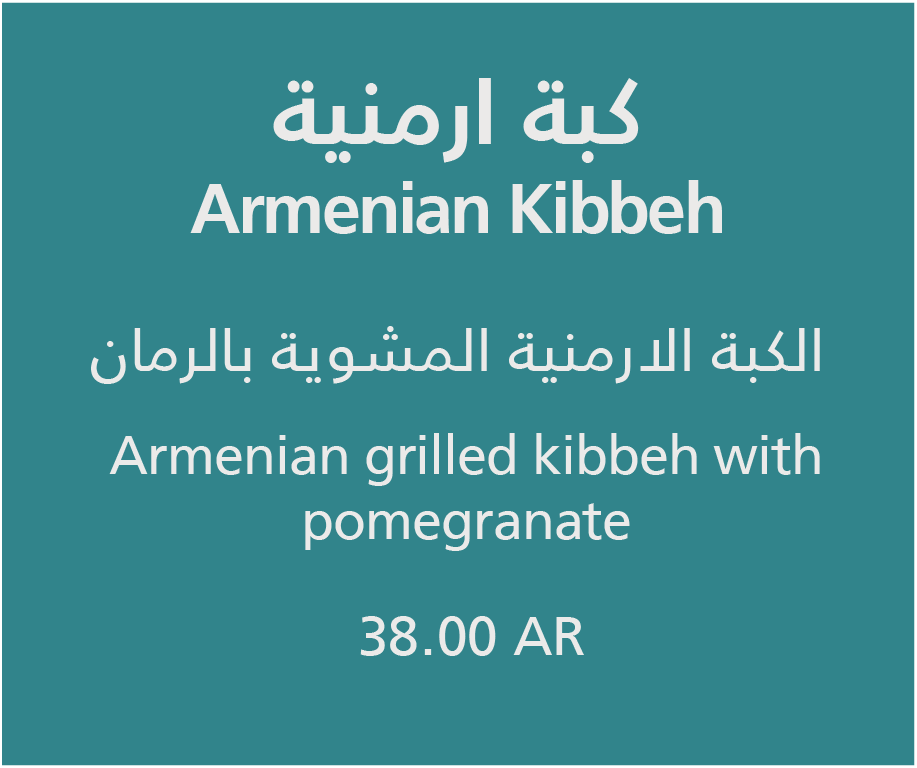 كبة ارمنية
Armenian Kibbeh
الكبة الارمنية المشوية بالرمان
Armenian grilled kibbeh with
pomegranate
38.00 AR